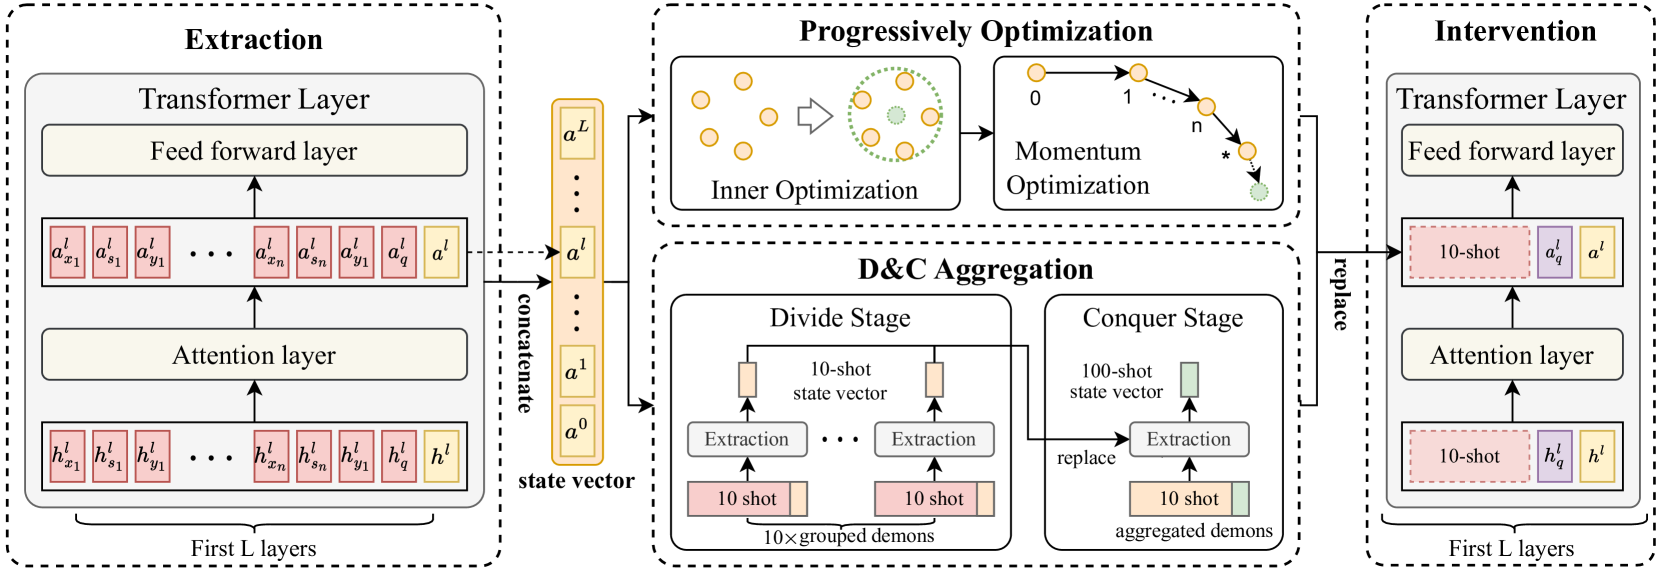 Extraction
Transformer Layer
Feed forward layer
a^l_{x_1} a^l_{s_1} a^l_{y_1} ··· a^l_{x_n} a^l_{s_n} a^l_{y_1} a^l_q a^l
Attention layer
h^l_{x_1} h^l_{s_1} h^l_{y_1} ··· h^l_{x_n} h^l_{s_n} h^l_{y_1} h^l_q h^l
First L layers
concatenate
a^L
a^l
a^1
a^0
state vector
Progressively Optimization
Inner Optimization
0
1
...
n
*
Momentum
Optimization
D&C Aggregation
Divide Stage
10-shot
state vector
Extraction ··· Extraction
10 shot 10 shot
10×grouped demons
replace
Conquer Stage
100-shot
state vector
Extraction
10 shot
aggregated demons
replace
Intervention
Transformer Layer
Feed forward layer
10-shot a^l_q a^l
Attention layer
10-shot h^l_q h^l
First L layers